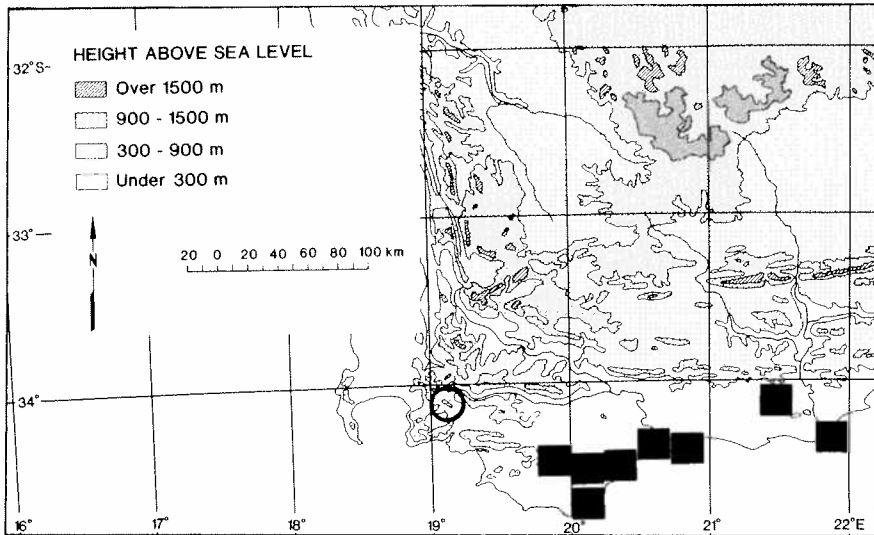 HEIGHT ABOVE SEA LEVEL
Over 1500 m
900 - 1500 m
300 - 900 m
Under 300 m
N
20 0 20 40 60 80 100 km
32°S
33°
34°
16° 17° 18° 19° 20° 21° 22°E